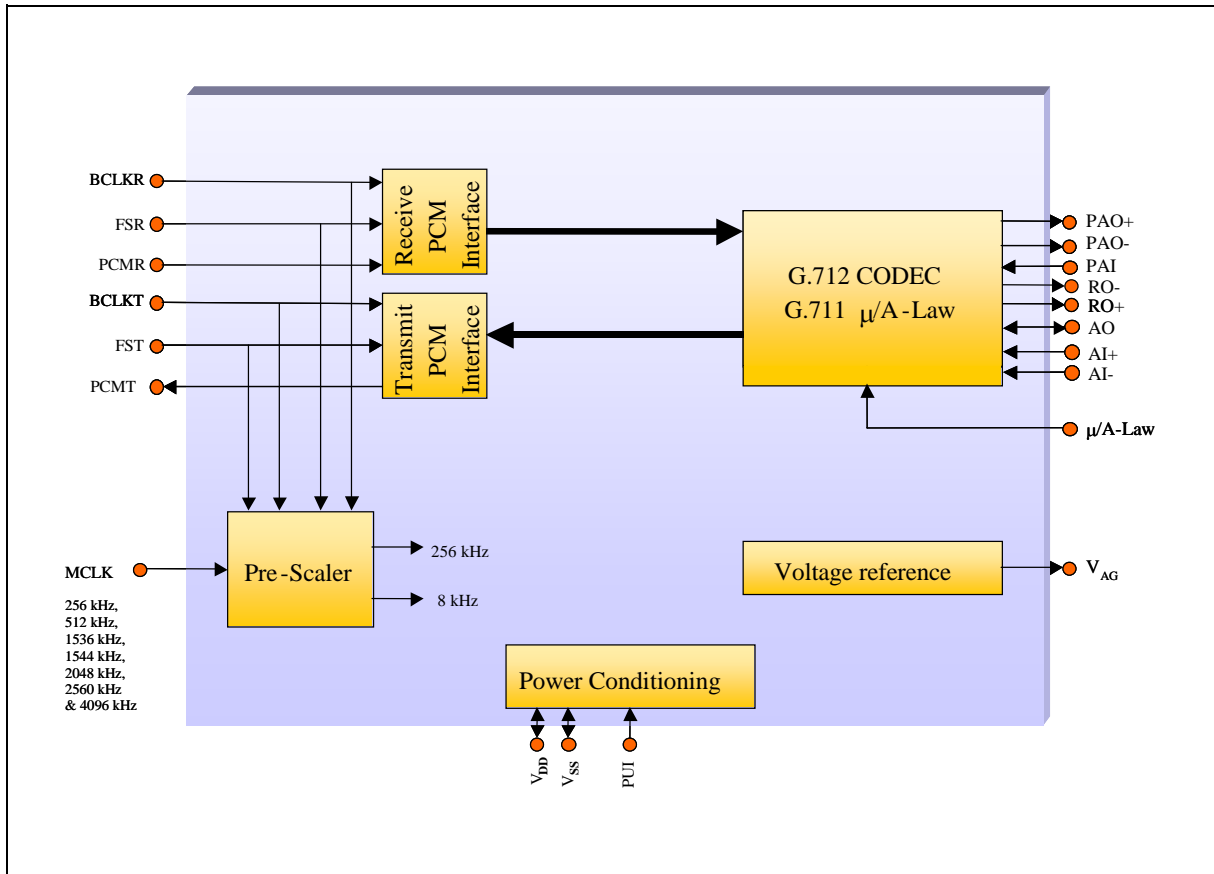 BCLKR
FSR
PCMR
BCLKT
FST
PCMT
Receive
PCM
Interface
Transmit
PCM
Interface
G.712 CODEC
G.711 μ/A-Law
PAO+
PAO-
PAI
RO-
RO+
AO
AI+
AI-
μ/A-Law
MCLK
256 kHz,
512 kHz,
1536 kHz,
1544 kHz,
2048 kHz,
2560 kHz
& 4096 kHz
Pre-Scaler
256 kHz
8 kHz
Voltage reference
VAG
Power Conditioning
VDD
VSS
PUI